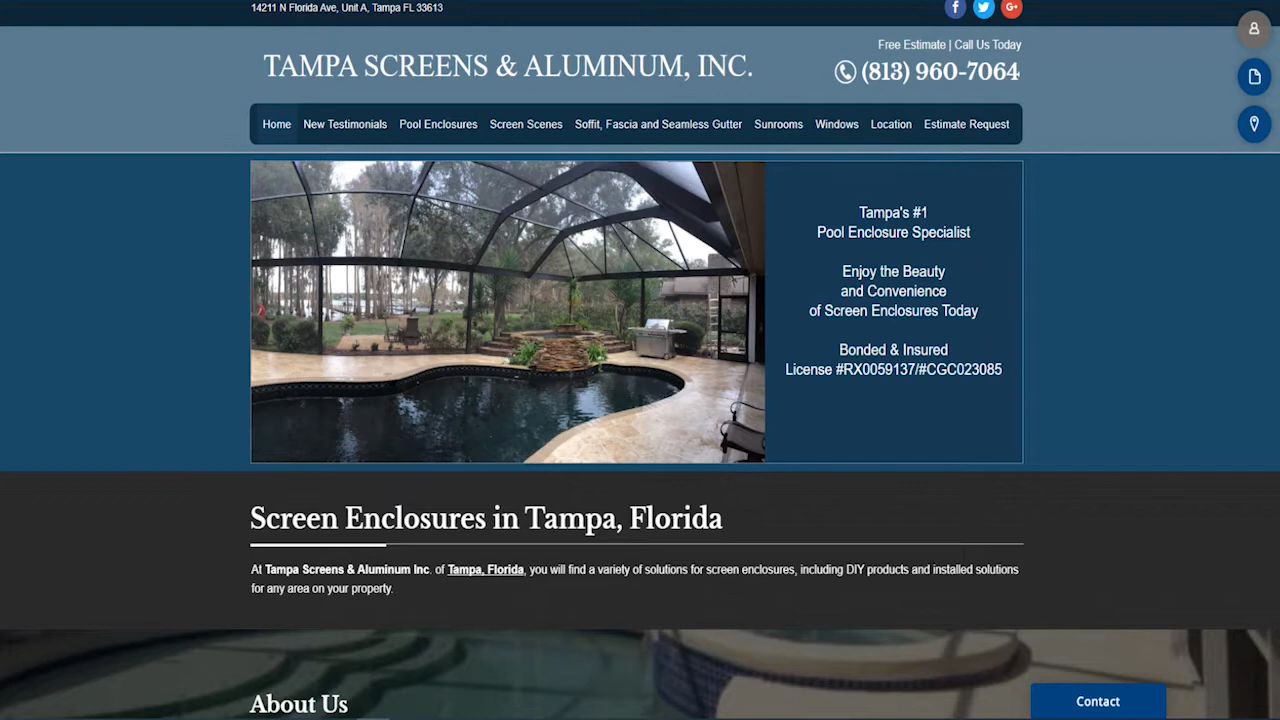 14211 N Florida Ave, Unit A, Tampa FL 33613
Free Estimate | Call Us Today
TAMPA SCREENS & ALUMINUM, INC.
(813) 960-7064
Home New Testimonials Pool Enclosures Screen Scenes Soffit, Fascia and Seamless Gutter Sunrooms Windows Location Estimate Request
Tampa's #1
Pool Enclosure Specialist
Enjoy the Beauty
and Convenience
of Screen Enclosures Today
Bonded & Insured
License #RX0059137/#CGC023085
Screen Enclosures in Tampa, Florida
At Tampa Screens & Aluminum Inc. of Tampa, Florida, you will find a variety of solutions for screen enclosures, including DIY products and installed solutions
for any area on your property.
About Us
Contact